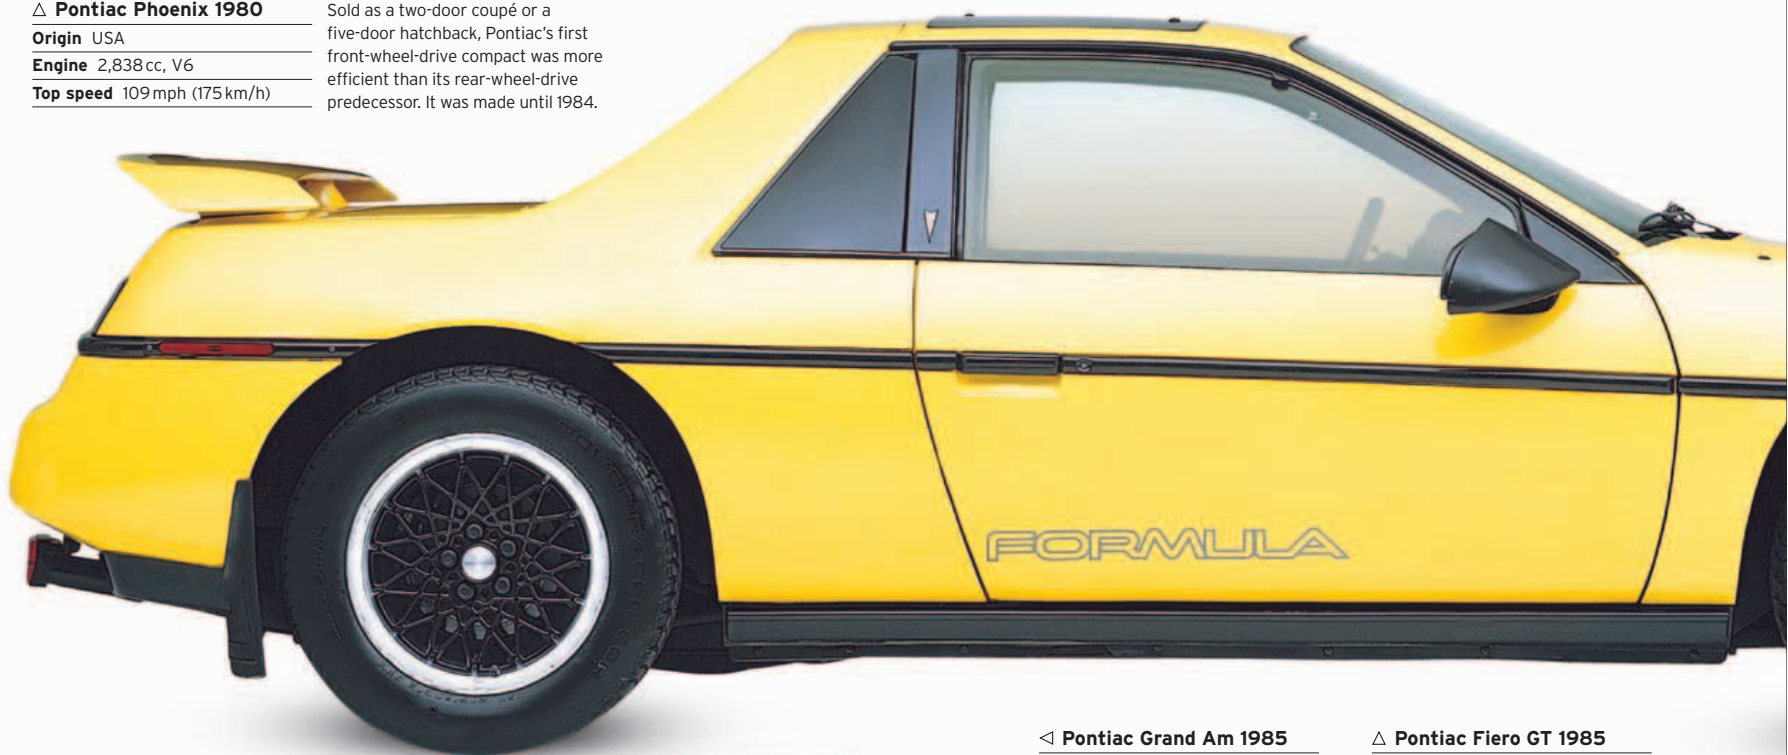 △ Pontiac Phoenix 1980
Origin USA
Engine 2,838 cc, V6
Top speed 109 mph (175 km/h)
Sold as a two-door coupé or a
five-door hatchback, Pontiac's first
front-wheel-drive compact was more
efficient than its rear-wheel-drive
predecessor. It was made until 1984.
FORMULA
◁ Pontiac Grand Am 1985
△ Pontiac Fiero GT 1985